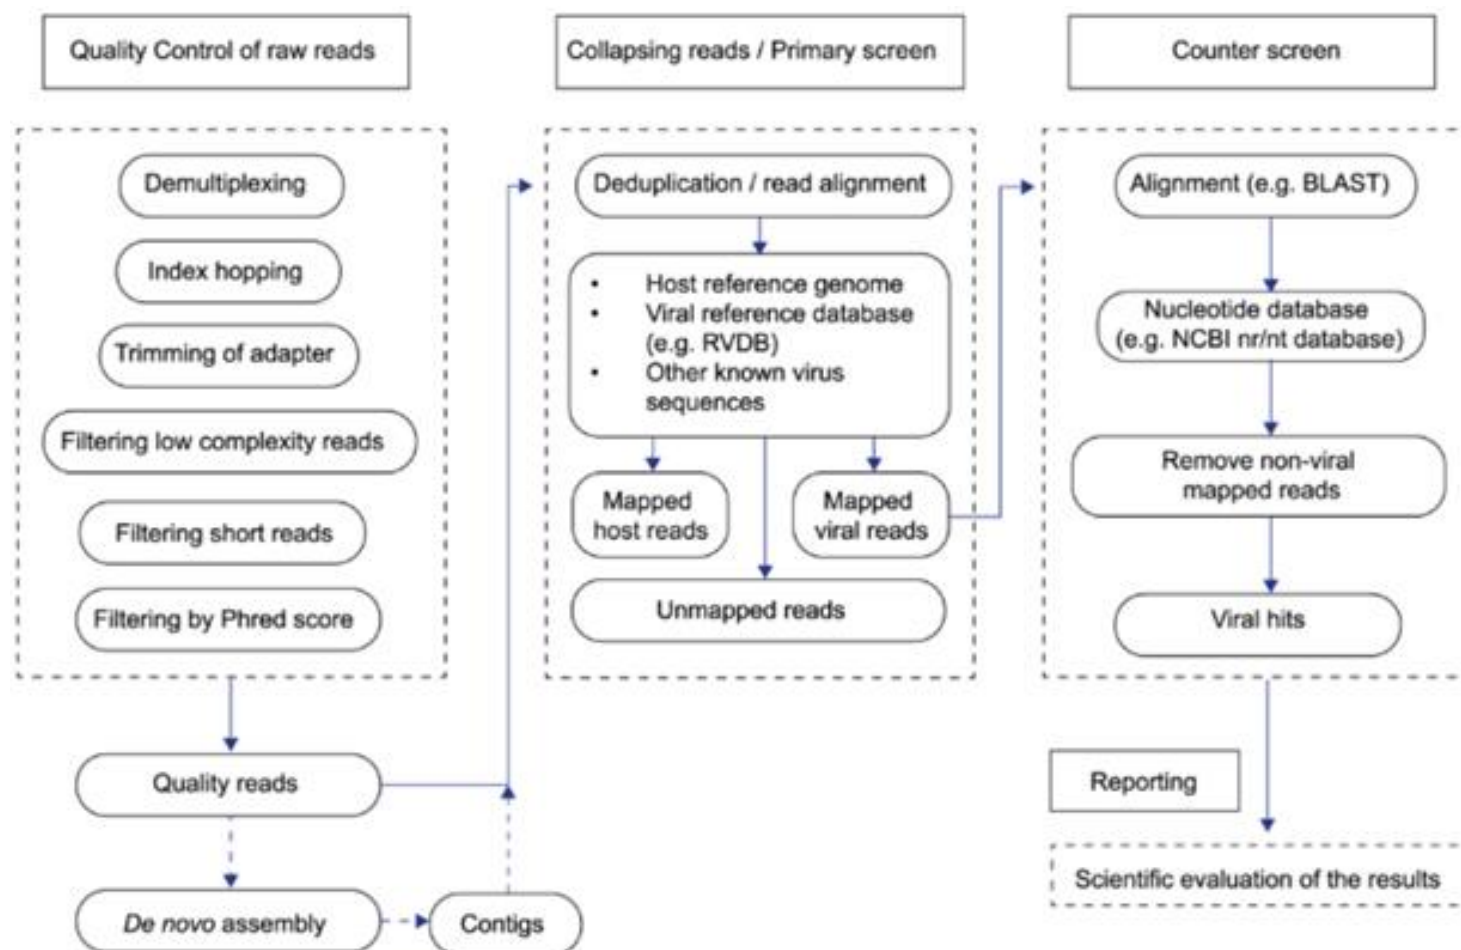 Quality Control of raw reads
Demultiplexing
Index hopping
Trimming of adapter
Filtering low complexity reads
Filtering short reads
Filtering by Phred score
Quality reads
De novo assembly
Contigs
Collapsing reads / Primary screen
Deduplication / read alignment
• Host reference genome
• Viral reference database
(e.g. RVDB)
• Other known virus
sequences
Mapped
host reads
Mapped
viral reads
Unmapped reads
Counter screen
Alignment (e.g. BLAST)
Nucleotide database
(e.g. NCBI nr/nt database)
Remove non-viral
mapped reads
Viral hits
Reporting
Scientific evaluation of the results